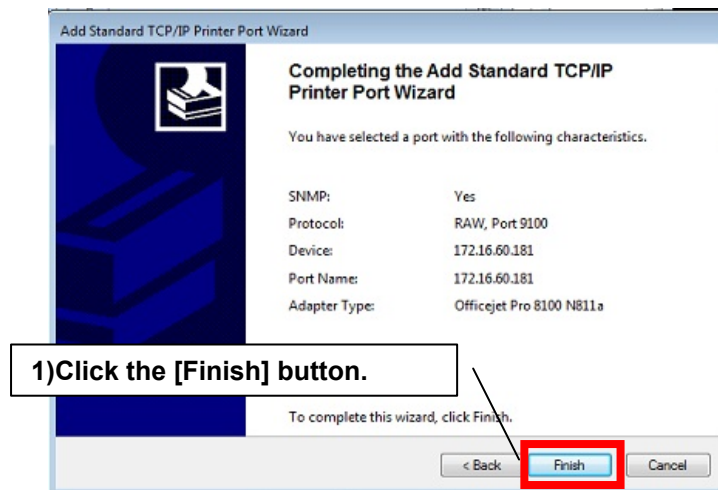 Add Standard TCP/IP Printer Port Wizard
Completing the Add Standard TCP/IP
Printer Port Wizard
You have selected a port with the following characteristics.
SNMP: Yes
Protocol: RAW, Port 9100
Device: 172.16.60.181
Port Name: 172.16.60.181
Adapter Type: Officejet Pro 8100 N811a
1)Click the [Finish] button.
To complete this wizard, click Finish.
< Back Finish Cancel